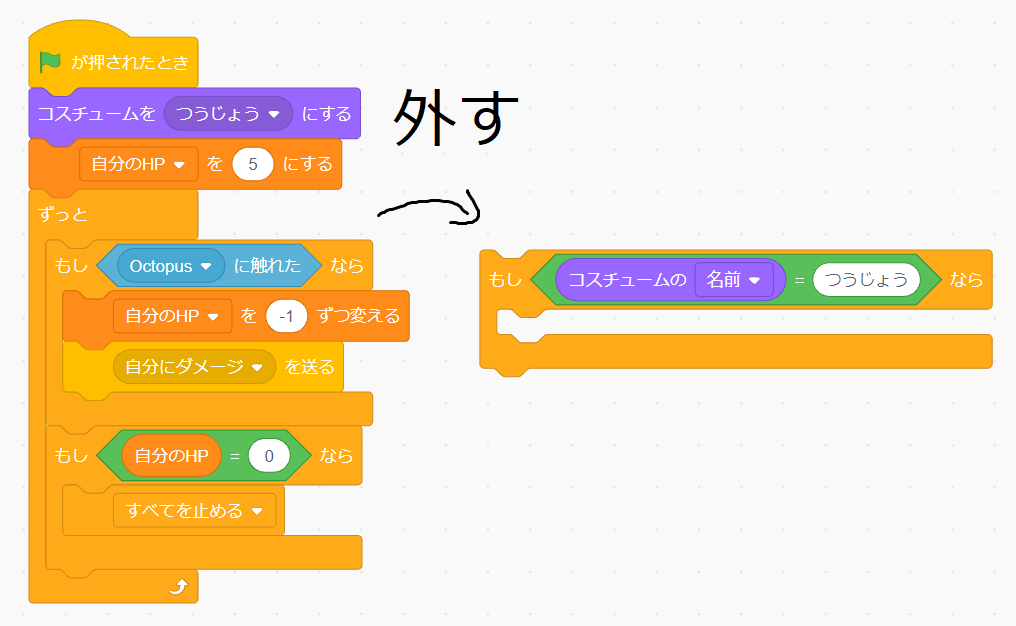 が押されたとき
コスチュームを つうじょう にする
自分のHP を 5 にする
ずっと
もし Octopus に触れた なら
自分のHP を -1 ずつ変える
自分にダメージ を送る
もし 自分のHP = 0 なら
すべてを止める
外す
もし コスチュームの 名前 = つうじょう なら